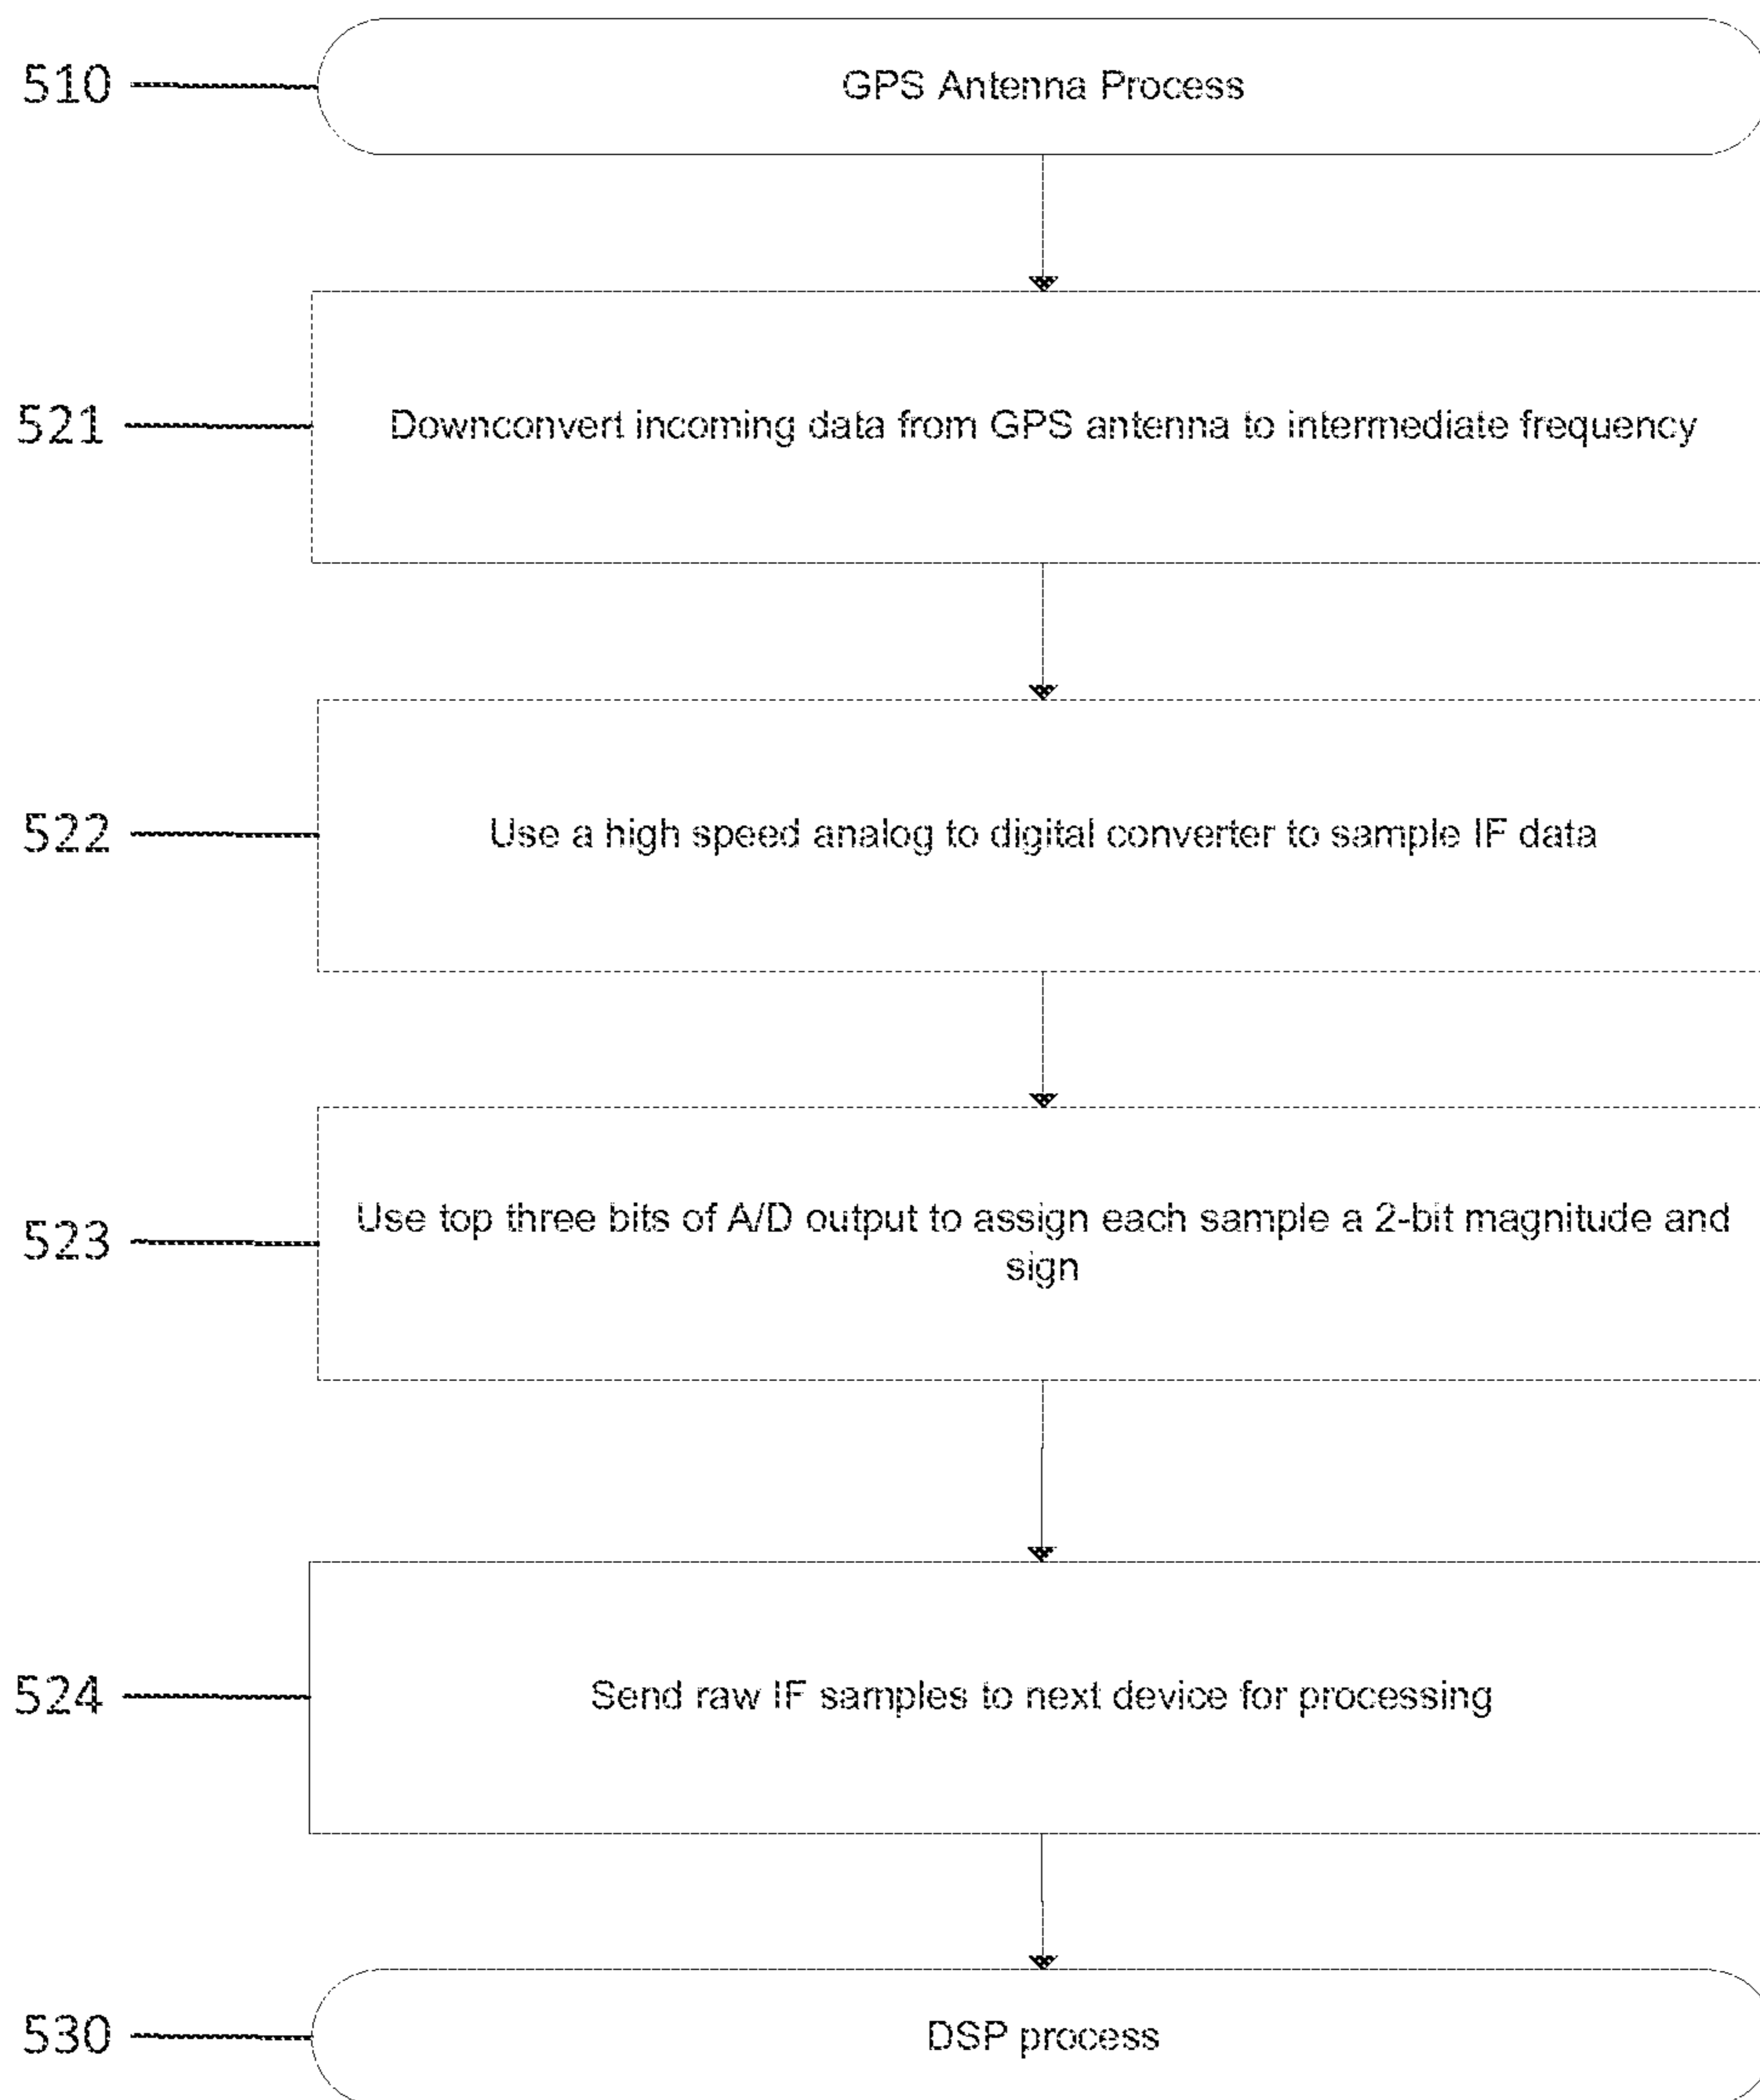 510
GPS Antenna Process
521
Downconvert incoming data from GPS antenna to intermediate frequency
522
Use a high speed analog to digital converter to sample IF data
523
Use top three bits of A/D output to assign each sample a 2-bit magnitude and
sign
524
Send raw IF samples to next device for processing
530
DSP process